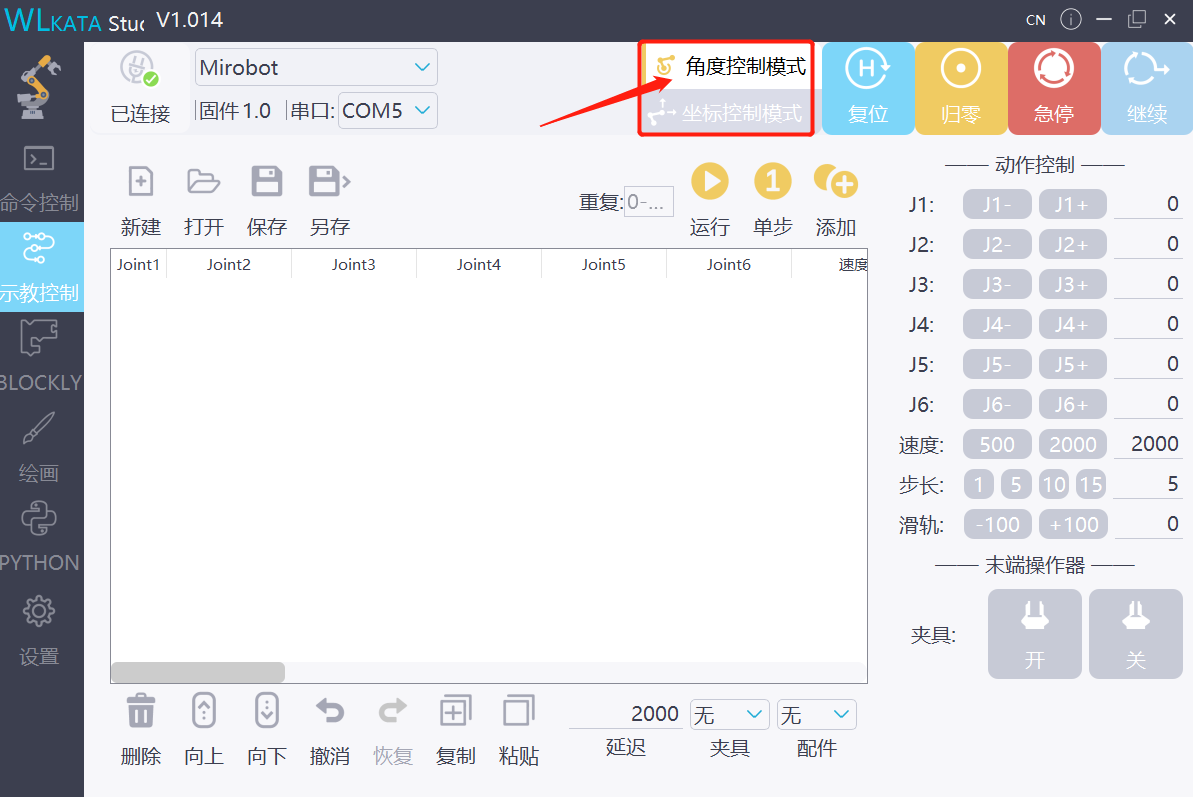 WLKATA Stuc V1.014
CN
已连接
Mirobot
固件 1.0 串口: COM5
角度控制模式
坐标控制模式
H
复位
归零
急停
继续
命令控制
示教控制
BLOCKLY
绘画
PYTHON
设置
新建 打开 保存 另存
重复: 0-...
1
运行 单步 添加
Joint1 Joint2 Joint3 Joint4 Joint5 Joint6 速度
删除 向上 向下 撤消 恢复 复制 粘贴
2000 无 无
延迟 夹具 配件
动作控制
J1: J1- J1+ 0
J2: J2- J2+ 0
J3: J3- J3+ 0
J4: J4- J4+ 0
J5: J5- J5+ 0
J6: J6- J6+ 0
速度: 500 2000 2000
步长: 1 5 10 15 5
滑轨: -100 +100 0
末端操作器
夹具: 开 关